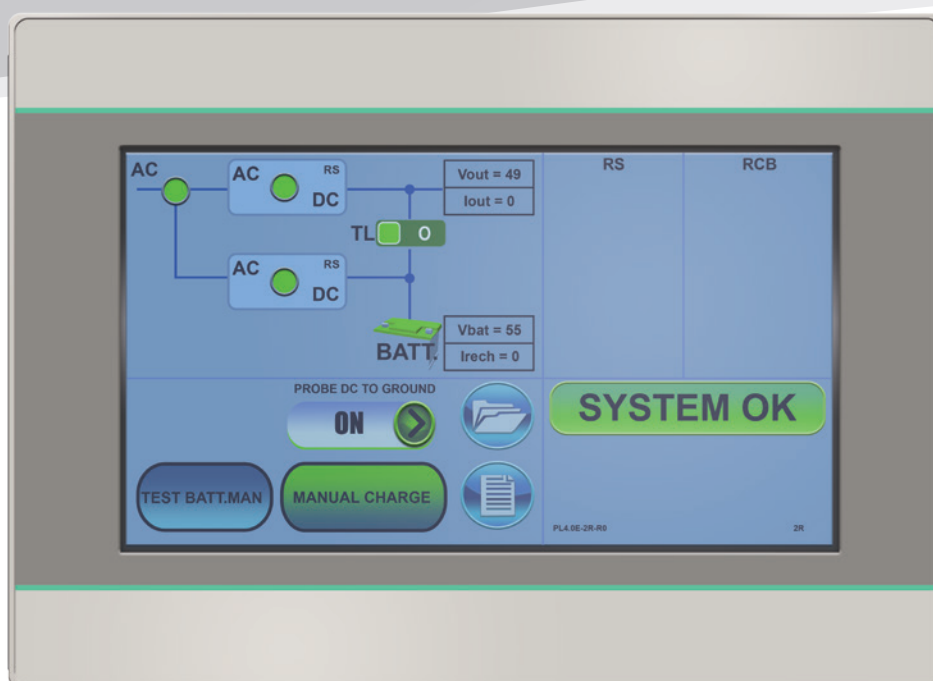 AC
AC
RS
DC
Vout = 49
Iout = 0
TL
O
AC
RS
DC
BATT.
Vbat = 55
Irech = 0
RS
RCB
PROBE DC TO GROUND
ON
SYSTEM OK
TEST BATT.MAN
MANUAL CHARGE
PL4.0E-2R-R0
2R